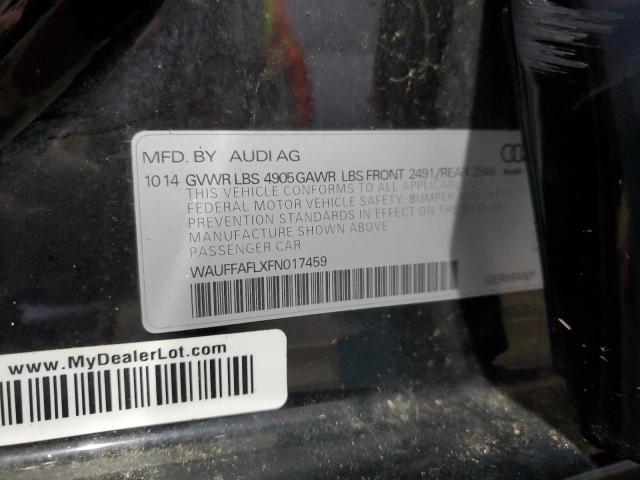 MFD. BY AUDI AG
10 14 GVWR LBS 4905 GAWR LBS FRONT 2491/REAR 2546
THIS VEHICLE CONFORMS TO ALL APPLICABLE
FEDERAL MOTOR VEHICLE SAFETY, BUMPER AND THEFT
PREVENTION STANDARDS IN EFFECT ON THE DATE OF
MANUFACTURE SHOWN ABOVE
PASSENGER CAR
WAUFFAFLXFN017459
Audi
GERMANY
www.MyDealerLot.com